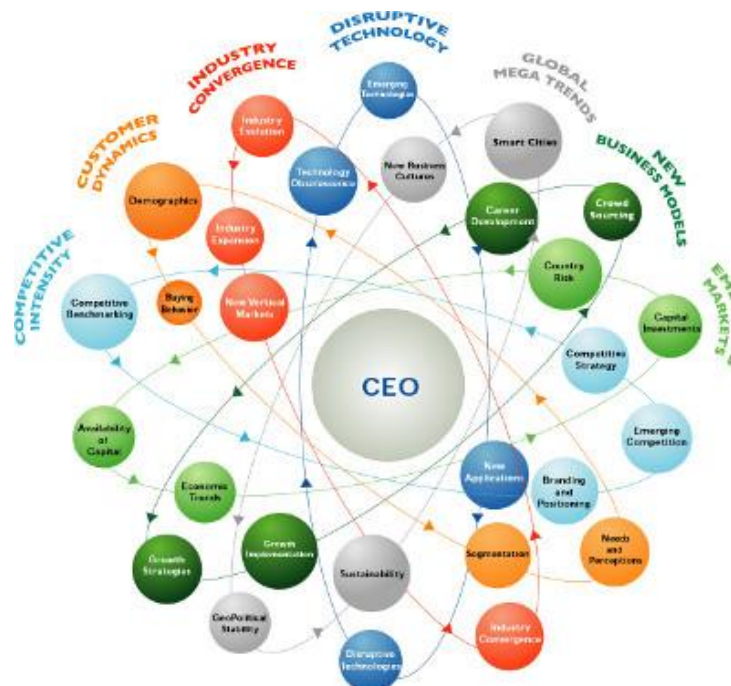 DISRUPTIVE
TECHNOLOGY
INDUSTRY
CONVERGENCE
GLOBAL
MEGA TRENDS
CUSTOMER
DYNAMICS
NEW
BUSINESS MODELS
COMPETITIVE
INTENSITY
EME
MARKETS
Emerging
Technologies
Industry
Evolution
Smart Cities
Technology
Obsolescence
New Business
Cultures
Demographics
Career
Development
Crowd
Sourcing
Industry
Expansion
Country
Risk
Competitive
Benchmarking
Buying
Behavior
New Vertical
Markets
Capital
Investments
Competitive
Strategy
CEO
Availability
of
Capital
Emerging
Competition
Economic
Trends
New
Applications
Branding and
Positioning
Growth
Strategies
Growth
Implementation
Sustainability
Segmentation
Needs
and
Perceptions
GeoPolitical
Stability
Industry
Convergence
Disruptive
Technologies